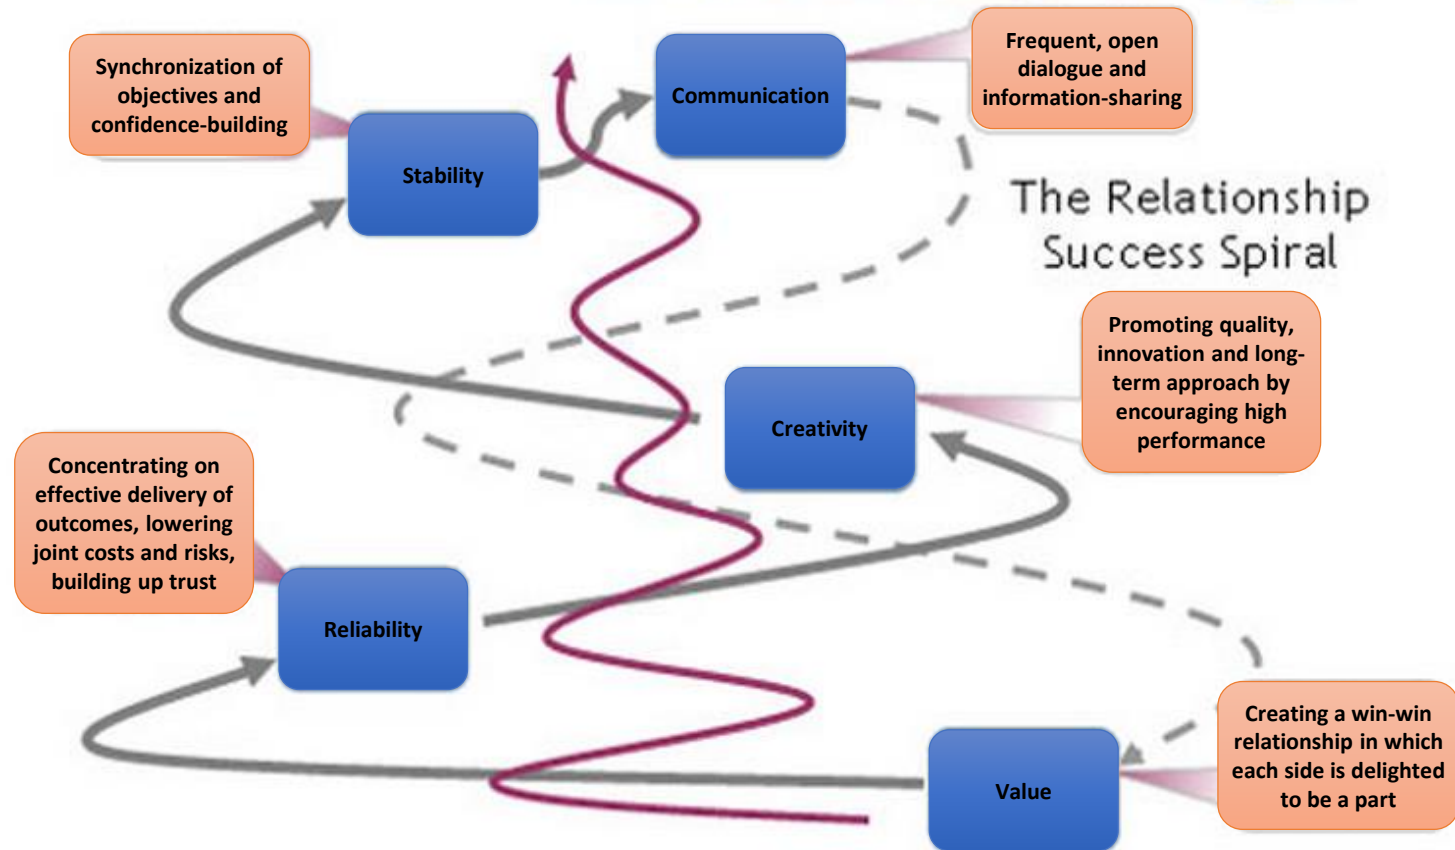 Synchronization of
objectives and
confidence-building
Stability
Communication
Frequent, open
dialogue and
information-sharing
The Relationship
Success Spiral
Promoting quality,
innovation and long-
term approach by
encouraging high
performance
Creativity
Concentrating on
effective delivery of
outcomes, lowering
joint costs and risks,
building up trust
Reliability
Creating a win-win
relationship in which
each side is delighted
to be a part
Value